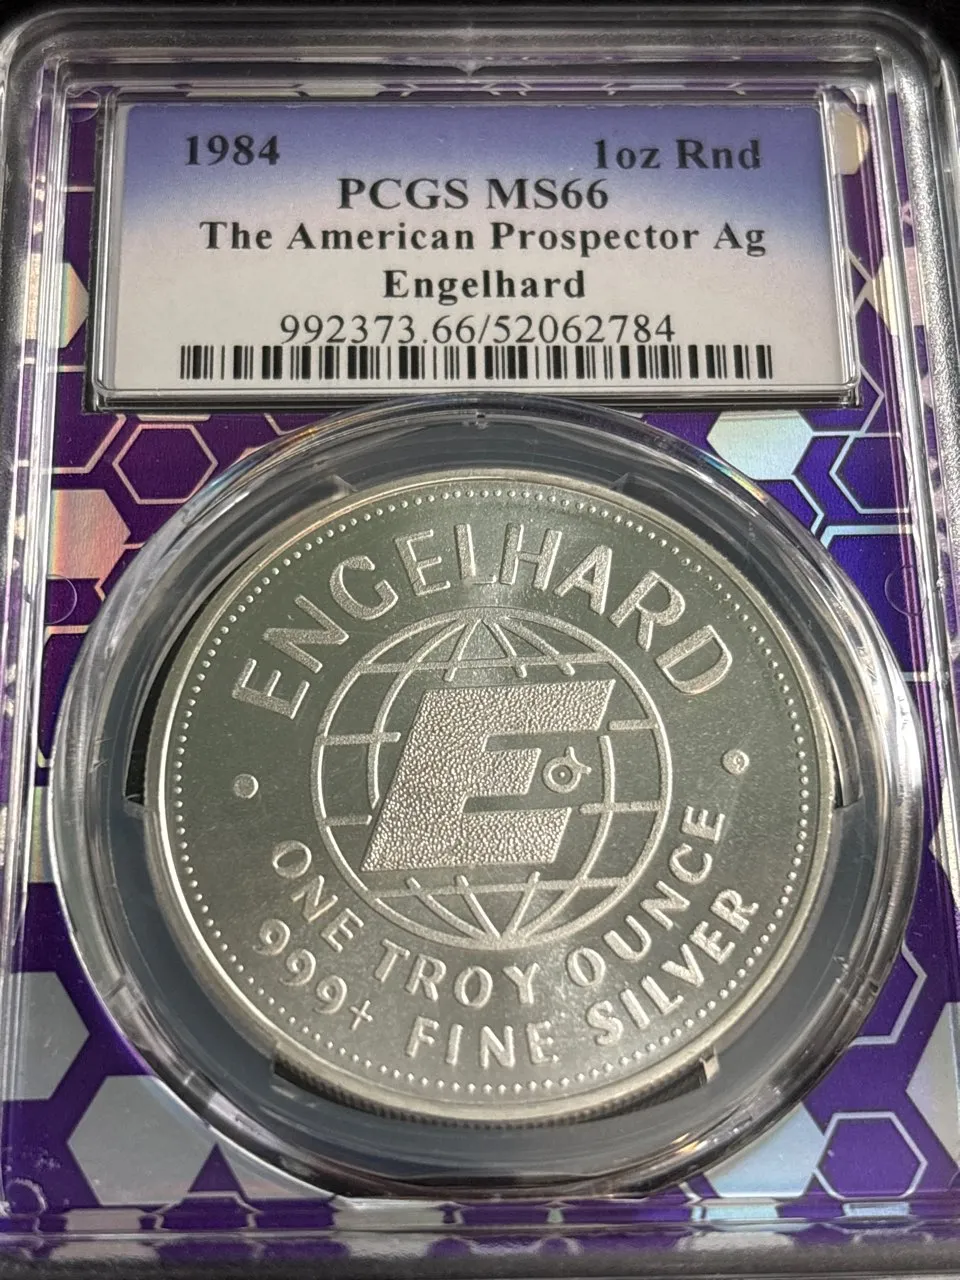 1984 1oz Rnd
PCGS MS66
The American Prospector Ag
Engelhard
992373.66/52062784
ENGELHARD
E
ONE TROY OUNCE
999+ FINE SILVER